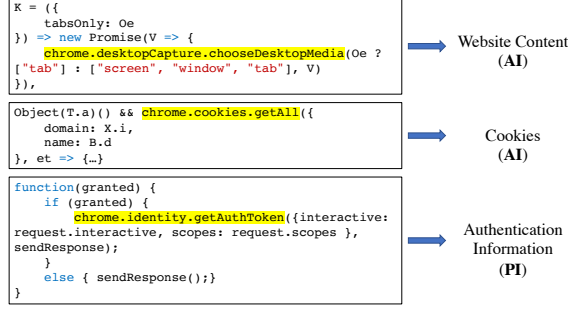 K = ({
    tabsOnly: Oe
}) => new Promise(V => {
    chrome.desktopCapture.chooseDesktopMedia(Oe ?
["tab"] : ["screen", "window", "tab"], V)
}),
Website Content
(AI)
Object(T.a)() && chrome.cookies.getAll({
    domain: X.i,
    name: B.d
}, et => {…}
Cookies
(AI)
function(granted) {
    if (granted) {
        chrome.identity.getAuthToken({interactive:
request.interactive, scopes: request.scopes },
sendResponse);
    }
    else { sendResponse();}
}
Authentication
Information
(PI)